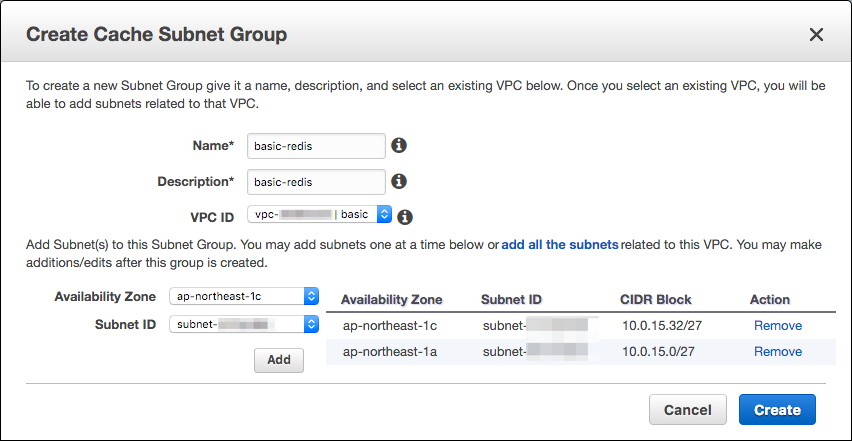 Create Cache Subnet Group
To create a new Subnet Group give it a name, description, and select an existing VPC below. Once you select an existing VPC, you will be
able to add subnets related to that VPC.
Name* basic-redis
Description* basic-redis
VPC ID vpc- | basic
Add Subnet(s) to this Subnet Group. You may add subnets one at a time below or add all the subnets related to this VPC. You may make
additions/edits after this group is created.
Availability Zone ap-northeast-1c
Subnet ID subnet-
Add
Availability Zone Subnet ID CIDR Block Action
ap-northeast-1c subnet- 10.0.15.32/27 Remove
ap-northeast-1a subnet- 10.0.15.0/27 Remove
Cancel Create